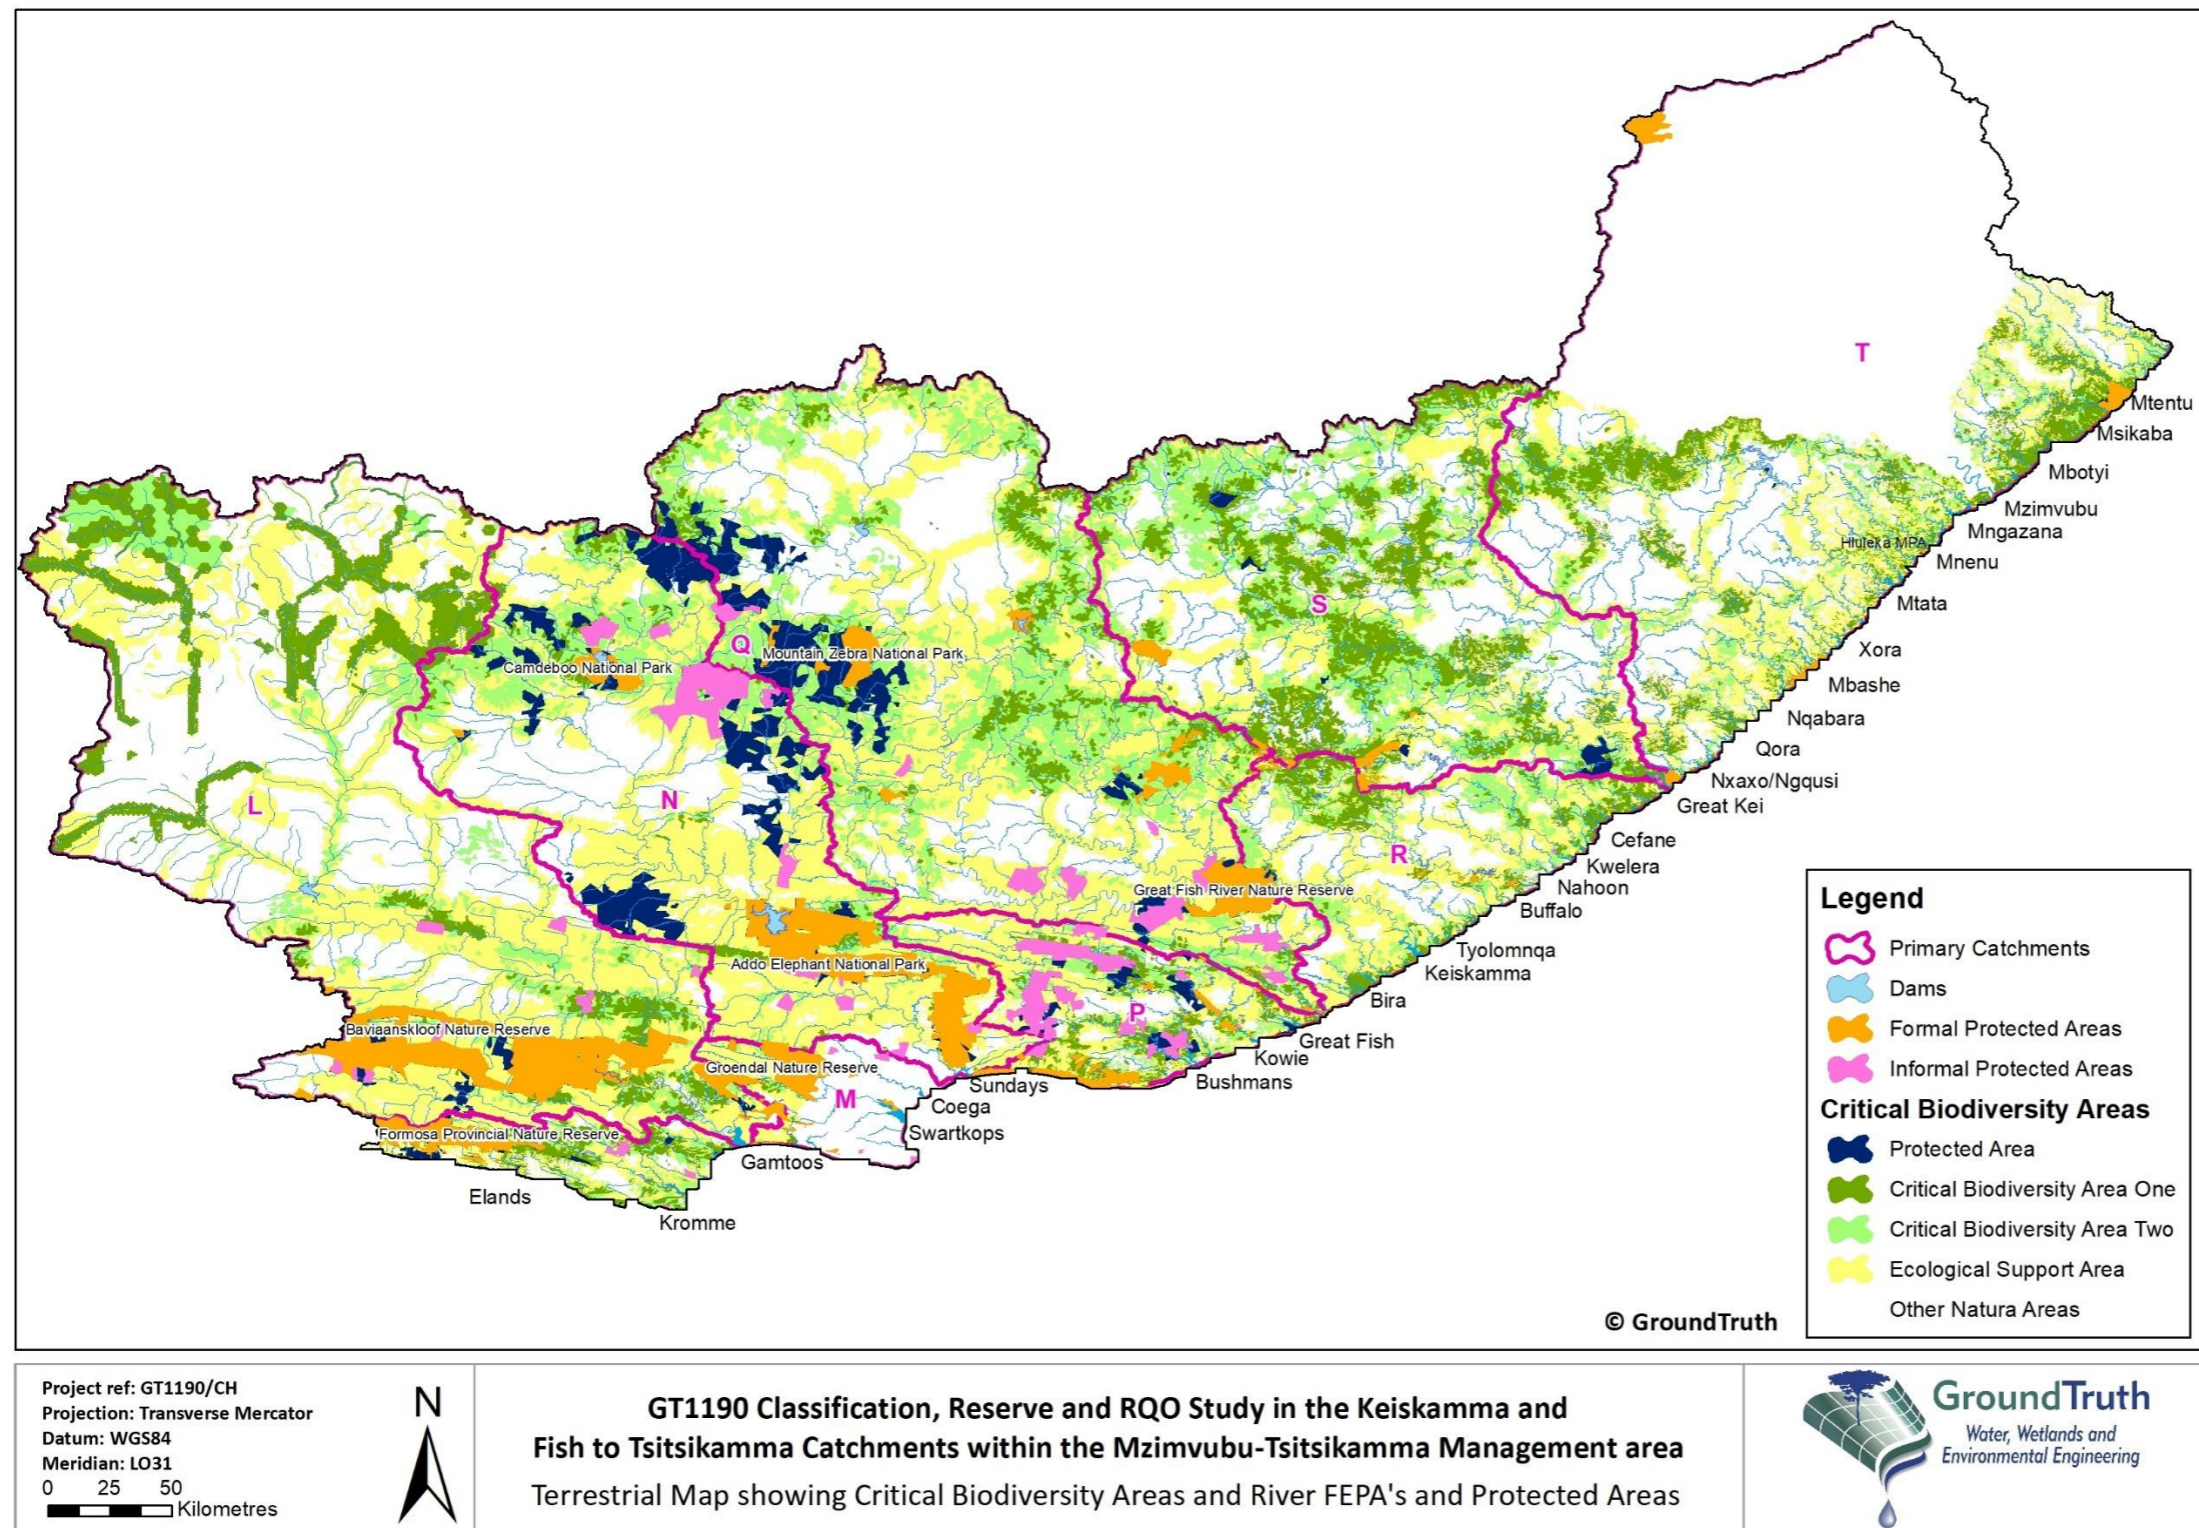 T
Mtentu
Msikaba
Mbotyi
Mzimvubu
Mngazana
Hluleka MPA
Mnenu
Mtata
S
Q
Mountain Zebra National Park
Camdeboo National Park
Xora
Mbashe
Nqabara
Qora
Nxaxo/Ngqusi
Great Kei
N
L
Cefane
R
Kwelera
Nahoon
Great Fish River Nature Reserve
Buffalo
Tyolomnqa
Addo Elephant National Park
Keiskamma
Bira
P
Baviaanskloof Nature Reserve
Great Fish
Kowie
Groendal Nature Reserve
Bushmans
Sundays
M
Coega
Swartkops
Formosa Provincial Nature Reserve
Gamtoos
Elands
Kromme
Legend
Primary Catchments
Dams
Formal Protected Areas
Informal Protected Areas
Critical Biodiversity Areas
Protected Area
Critical Biodiversity Area One
Critical Biodiversity Area Two
Ecological Support Area
Other Natura Areas
© GroundTruth
Project ref: GT1190/CH
Projection: Transverse Mercator
Datum: WGS84
Meridian: LO31
0 25 50
Kilometres
N
GT1190 Classification, Reserve and RQO Study in the Keiskamma and
Fish to Tsitsikamma Catchments within the Mzimvubu-Tsitsikamma Management area
Terrestrial Map showing Critical Biodiversity Areas and River FEPA's and Protected Areas
GroundTruth
Water, Wetlands and
Environmental Engineering